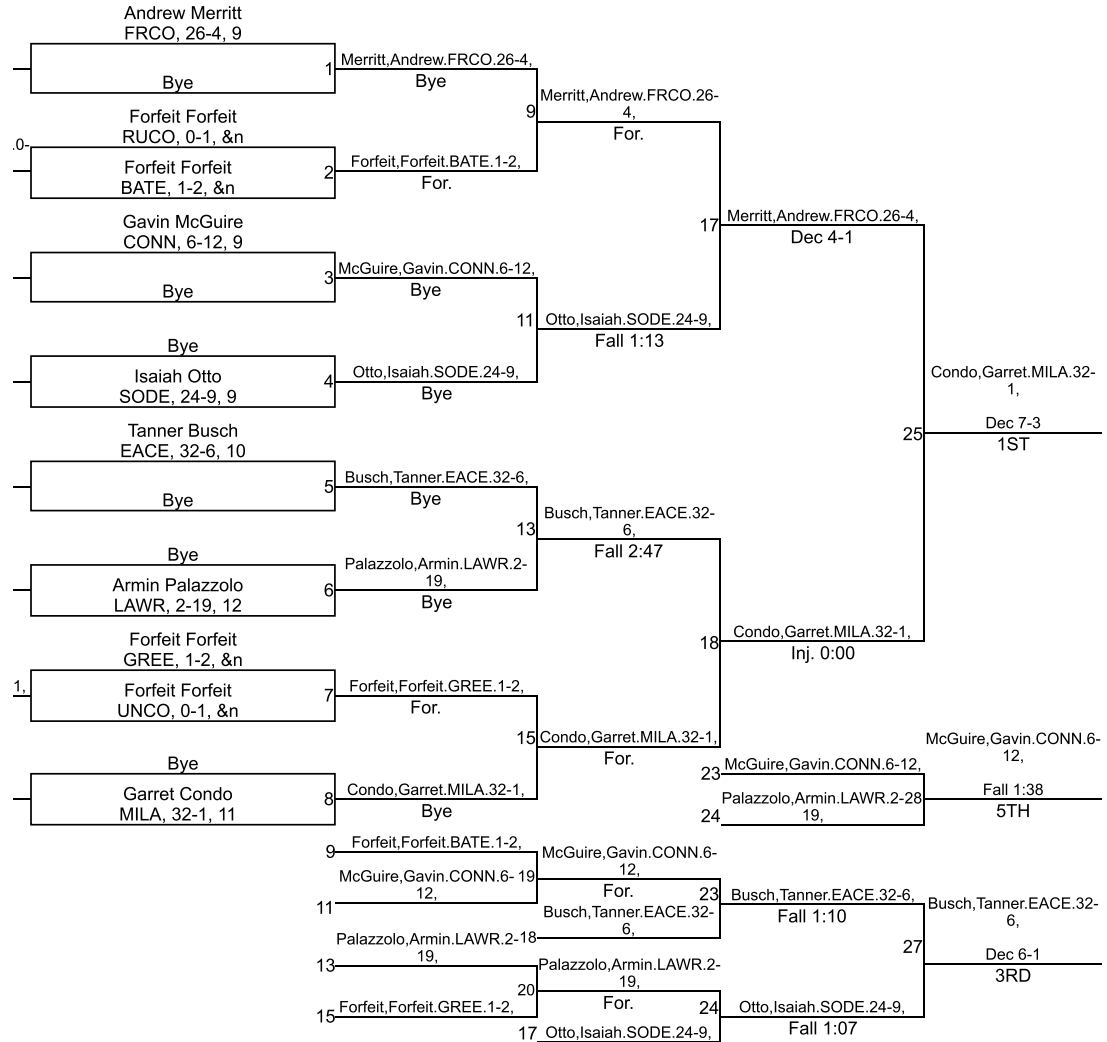 Andrew Merritt
FRCO, 26-4, 9
1
Merritt,Andrew.FRCO.26-4,
Bye
Bye
9
Merritt,Andrew.FRCO.26-
4,
For.
Forfeit Forfeit
RUCO, 0-1, &n
.0-
Forfeit Forfeit
BATE, 1-2, &n
2
Forfeit,Forfeit.BATE.1-2,
For.
17
Merritt,Andrew.FRCO.26-4,
Dec 4-1
Gavin McGuire
CONN, 6-12, 9
3
McGuire,Gavin.CONN.6-12,
Bye
Bye
11
Otto,Isaiah.SODE.24-9,
Fall 1:13
Bye
Isaiah Otto
SODE, 24-9, 9
4
Otto,Isaiah.SODE.24-9,
Bye
25
Condo,Garret.MILA.32-
1,
Dec 7-3
1ST
Tanner Busch
EACE, 32-6, 10
5
Busch,Tanner.EACE.32-6,
Bye
Bye
13
Busch,Tanner.EACE.32-
6,
Fall 2:47
Bye
Armin Palazzolo
LAWR, 2-19, 12
6
Palazzolo,Armin.LAWR.2-
19,
Bye
18
Condo,Garret.MILA.32-1,
Inj. 0:00
Forfeit Forfeit
GREE, 1-2, &n
1,
Forfeit Forfeit
UNCO, 0-1, &n
7
Forfeit,Forfeit.GREE.1-2,
For.
15
Condo,Garret.MILA.32-1,
For.
Bye
Garret Condo
MILA, 32-1, 11
8
Condo,Garret.MILA.32-1,
Bye
23
McGuire,Gavin.CONN.6-12,
24
Palazzolo,Armin.LAWR.2-
19,
28
McGuire,Gavin.CONN.6-
12,
Fall 1:38
5TH
9
Forfeit,Forfeit.BATE.1-2,
11
McGuire,Gavin.CONN.6-
12,
19
McGuire,Gavin.CONN.6-
12,
For.
18
Busch,Tanner.EACE.32-
6,
23
Busch,Tanner.EACE.32-6,
Fall 1:10
13
Palazzolo,Armin.LAWR.2-
19,
15
Forfeit,Forfeit.GREE.1-2,
20
Palazzolo,Armin.LAWR.2-
19,
For.
17
Otto,Isaiah.SODE.24-9,
24
Otto,Isaiah.SODE.24-9,
Fall 1:07
27
Busch,Tanner.EACE.32-
6,
Dec 6-1
3RD